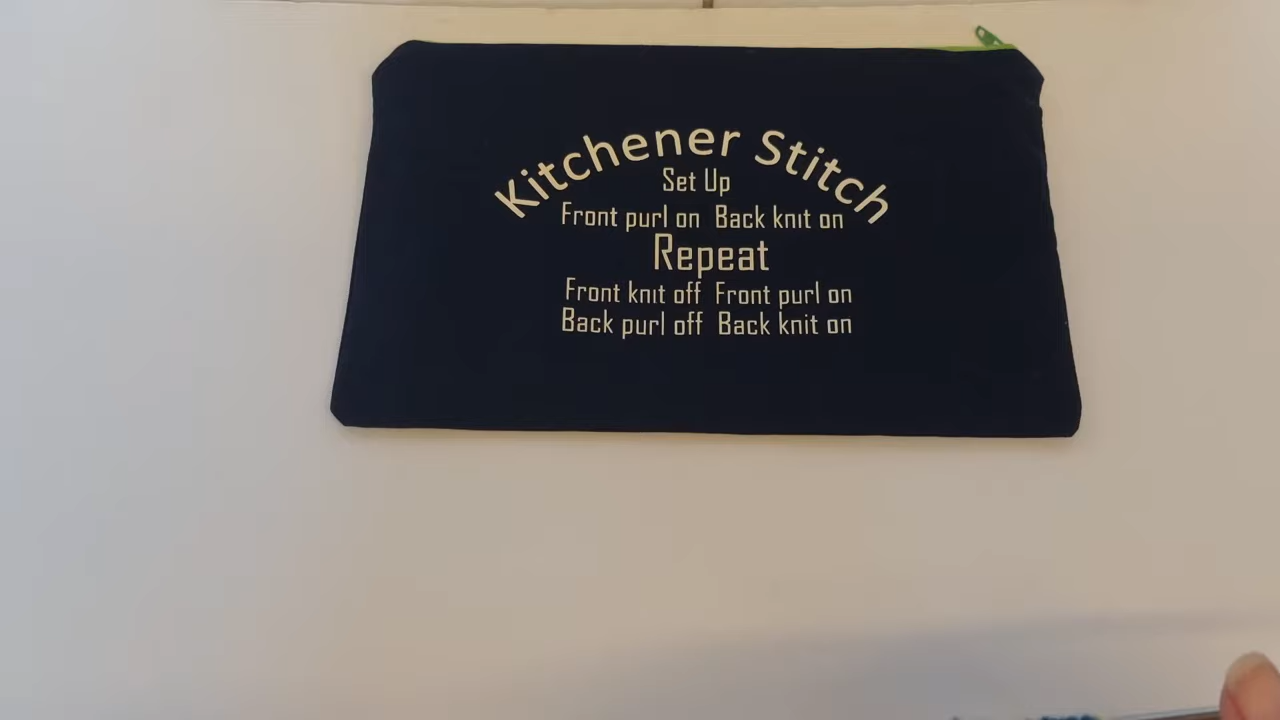 Kitchener Stitch
Set Up
Front purl on Back knit on
Repeat
Front knit off Front purl on
Back purl off Back knit on